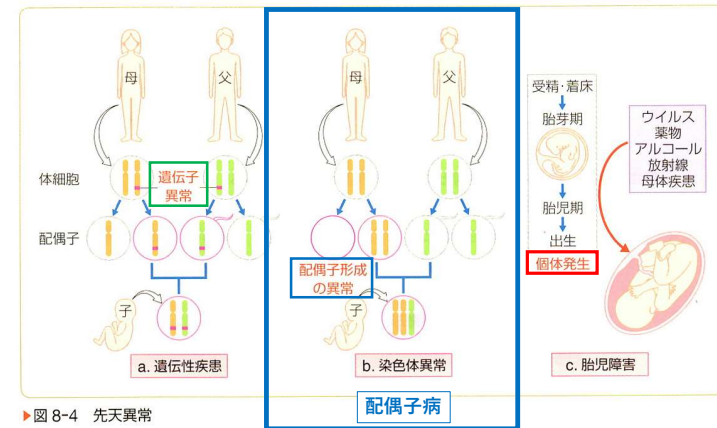 母
父
体細胞
遺伝子
異常
配偶子
子
a. 遺伝性疾患
母
父
配偶子形成
の異常
子
b. 染色体異常
配偶子病
受精・着床
胎芽期
胎児期
出生
個体発生
ウイルス
薬物
アルコール
放射線
母体疾患
c. 胎児障害
▶図 8-4 先天異常